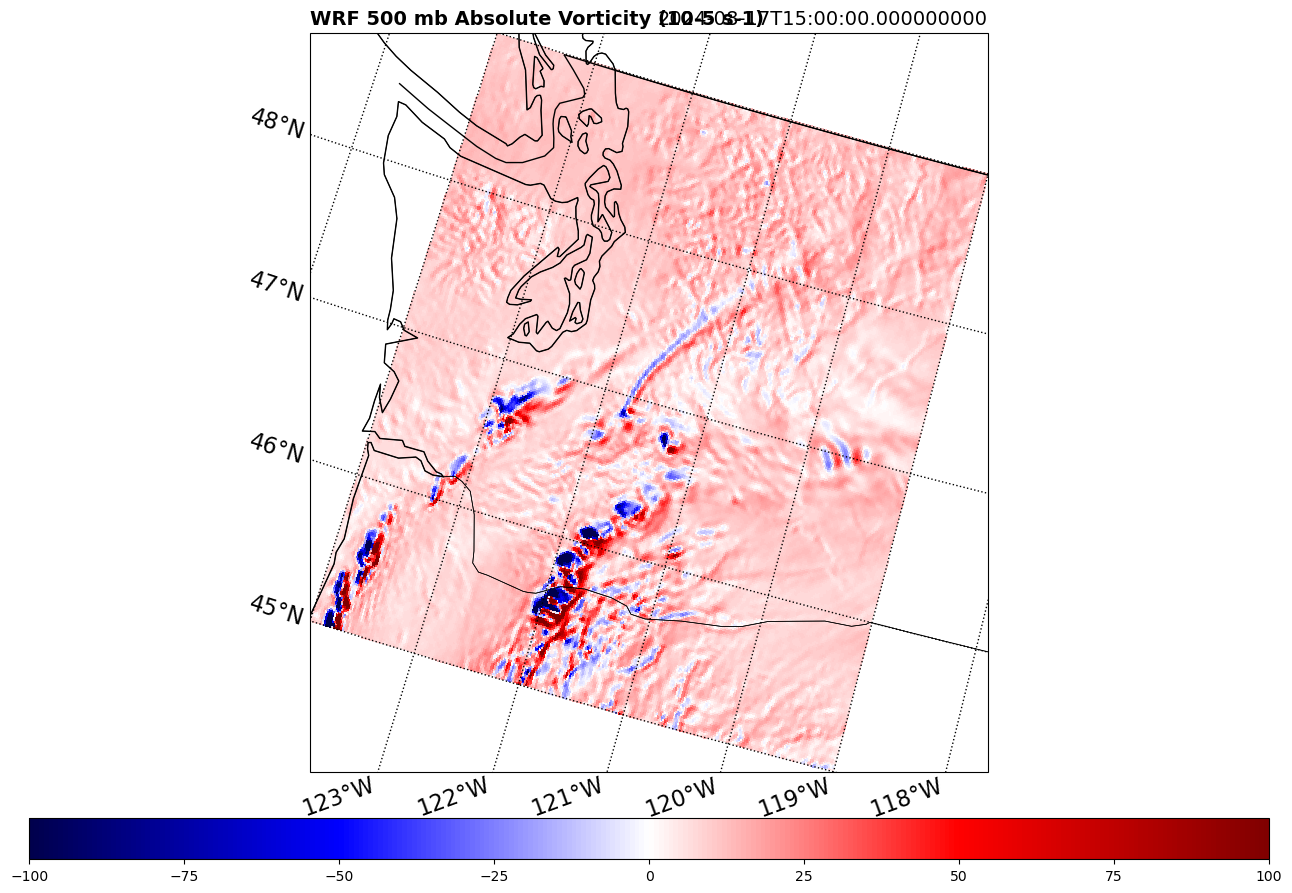 WRF 500 mb Absolute Vorticity (10-5 s-1)
2024-08-17T15:00:00.000000000
48°N
47°N
46°N
45°N
123°W 122°W 121°W 120°W 119°W 118°W
−100 −75 −50 −25 0 25 50 75 100